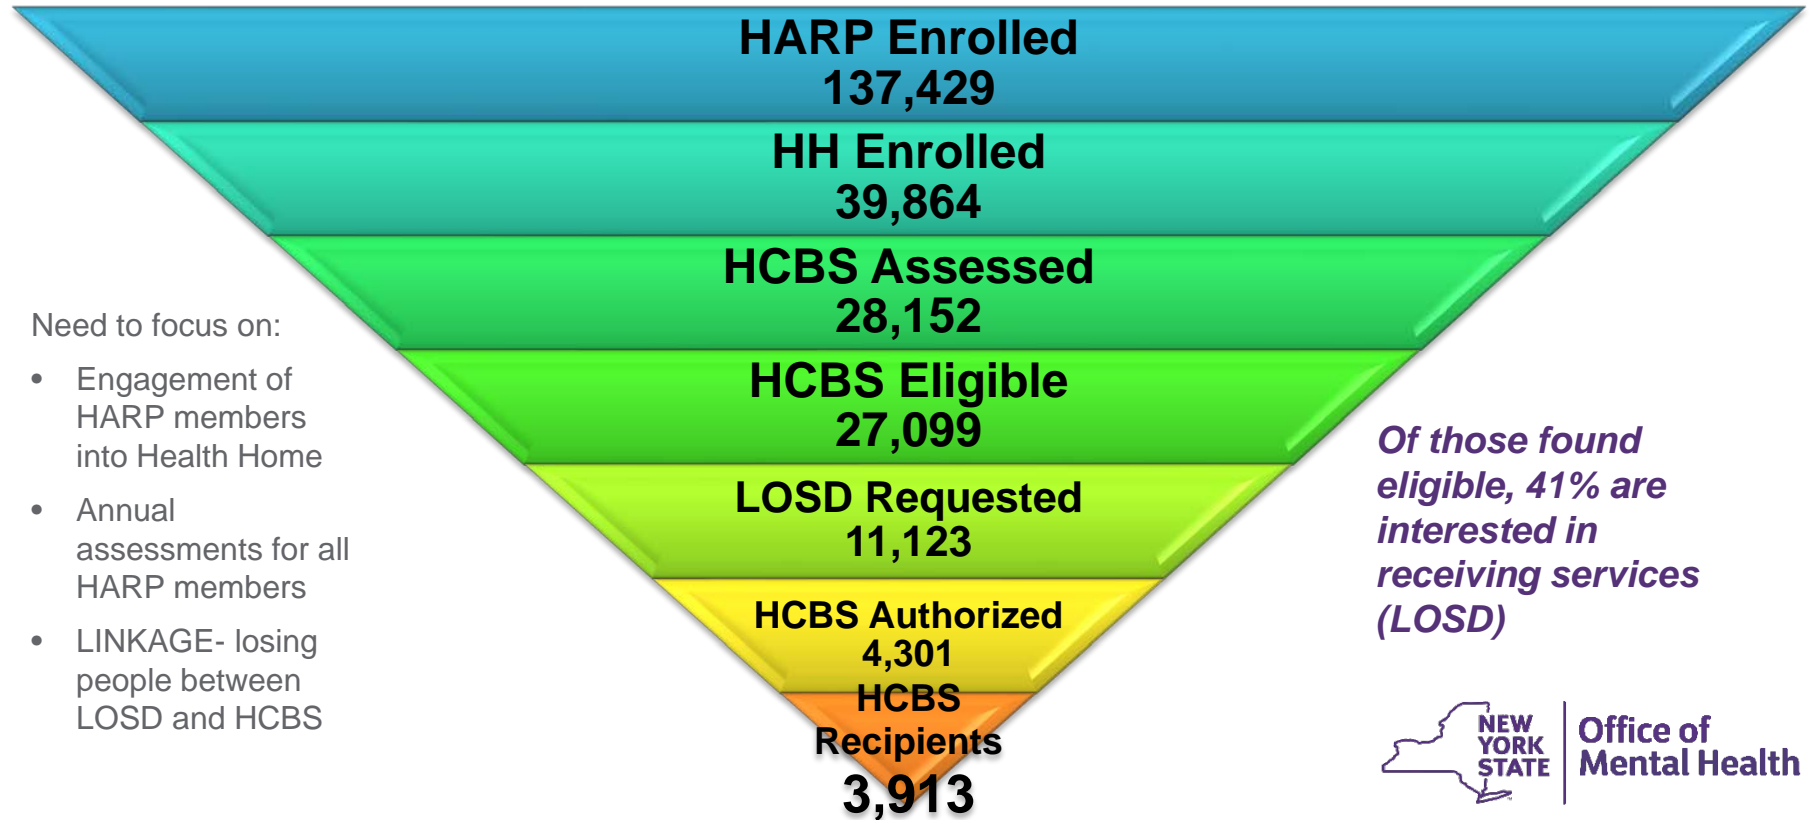 HARP Enrolled
137,429
HH Enrolled
39,864
HCBS Assessed
28,152
HCBS Eligible
27,099
LOSD Requested
11,123
HCBS Authorized
4,301
HCBS
Recipients
3,913
Need to focus on:
• Engagement of
HARP members
into Health Home
• Annual
assessments for all
HARP members
• LINKAGE- losing
people between
LOSD and HCBS
Of those found
eligible, 41% are
interested in
receiving services
(LOSD)
NEW
YORK
STATE
Office of
Mental Health